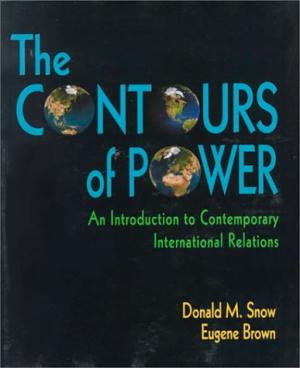 The
CONTOURS
of POWER
An Introduction to Contemporary
International Relations
Donald M. Snow
Eugene Brown